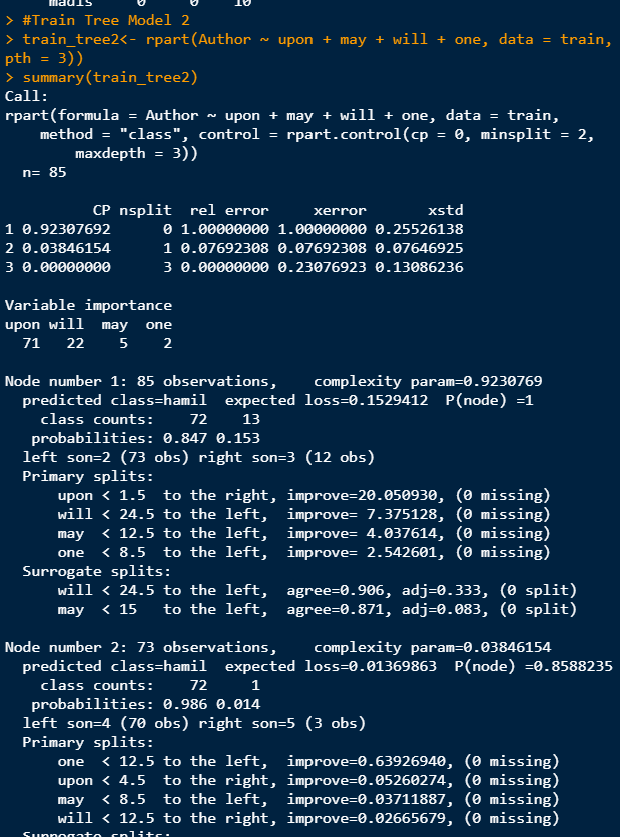 madis     0     0    10
> #Train Tree Model 2
> train_tree2<- rpart(Author ~ upon + may + will + one, data = train,
pth = 3))
> summary(train_tree2)
Call:
rpart(formula = Author ~ upon + may + will + one, data = train,
    method = "class", control = rpart.control(cp = 0, minsplit = 2,
        maxdepth = 3))
  n= 85

          CP nsplit  rel error     xerror       xstd
1 0.92307692      0 1.00000000 1.00000000 0.25526138
2 0.03846154      1 0.07692308 0.07692308 0.07646925
3 0.00000000      3 0.00000000 0.23076923 0.13086236

Variable importance
upon will  may  one
  71   22    5    2

Node number 1: 85 observations,    complexity param=0.9230769
  predicted class=hamil  expected loss=0.1529412  P(node) =1
    class counts:    72    13
   probabilities: 0.847 0.153
  left son=2 (73 obs) right son=3 (12 obs)
  Primary splits:
      upon < 1.5  to the right, improve=20.050930, (0 missing)
      will < 24.5 to the left,  improve= 7.375128, (0 missing)
      may  < 12.5 to the left,  improve= 4.037614, (0 missing)
      one  < 8.5  to the left,  improve= 2.542601, (0 missing)
  Surrogate splits:
      will < 24.5 to the left,  agree=0.906, adj=0.333, (0 split)
      may  < 15   to the left,  agree=0.871, adj=0.083, (0 split)

Node number 2: 73 observations,    complexity param=0.03846154
  predicted class=hamil  expected loss=0.01369863  P(node) =0.8588235
    class counts:    72     1
   probabilities: 0.986 0.014
  left son=4 (70 obs) right son=5 (3 obs)
  Primary splits:
      one  < 12.5 to the left,  improve=0.63926940, (0 missing)
      upon < 4.5  to the right, improve=0.05260274, (0 missing)
      may  < 8.5  to the left,  improve=0.03711887, (0 missing)
      will < 12.5 to the right, improve=0.02665679, (0 missing)
  Surrogate splits: